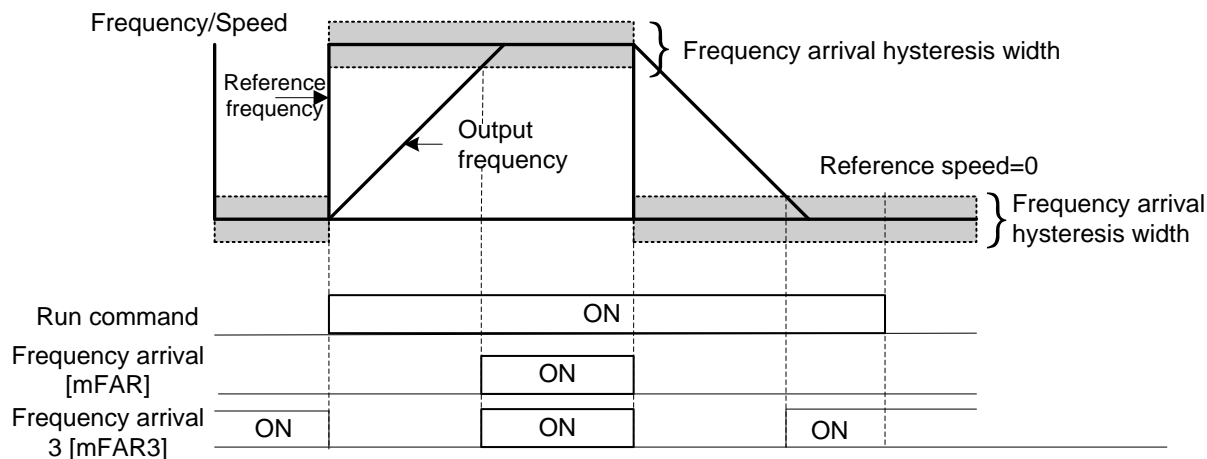 Frequency/Speed
Frequency arrival hysteresis width
Reference
frequency
Output
frequency
Reference speed=0
Frequency arrival
hysteresis width
Run command
ON
Frequency arrival
[mFAR]
ON
Frequency arrival
3 [mFAR3]
ON
ON
ON